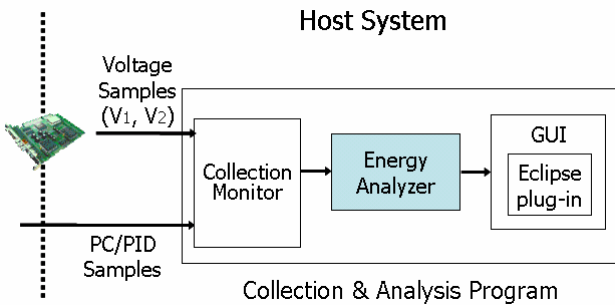 Host System
Voltage
Samples
(V1, V2)
Collection
Monitor
Energy
Analyzer
GUI
Eclipse
plug-in
PC/PID
Samples
Collection & Analysis Program